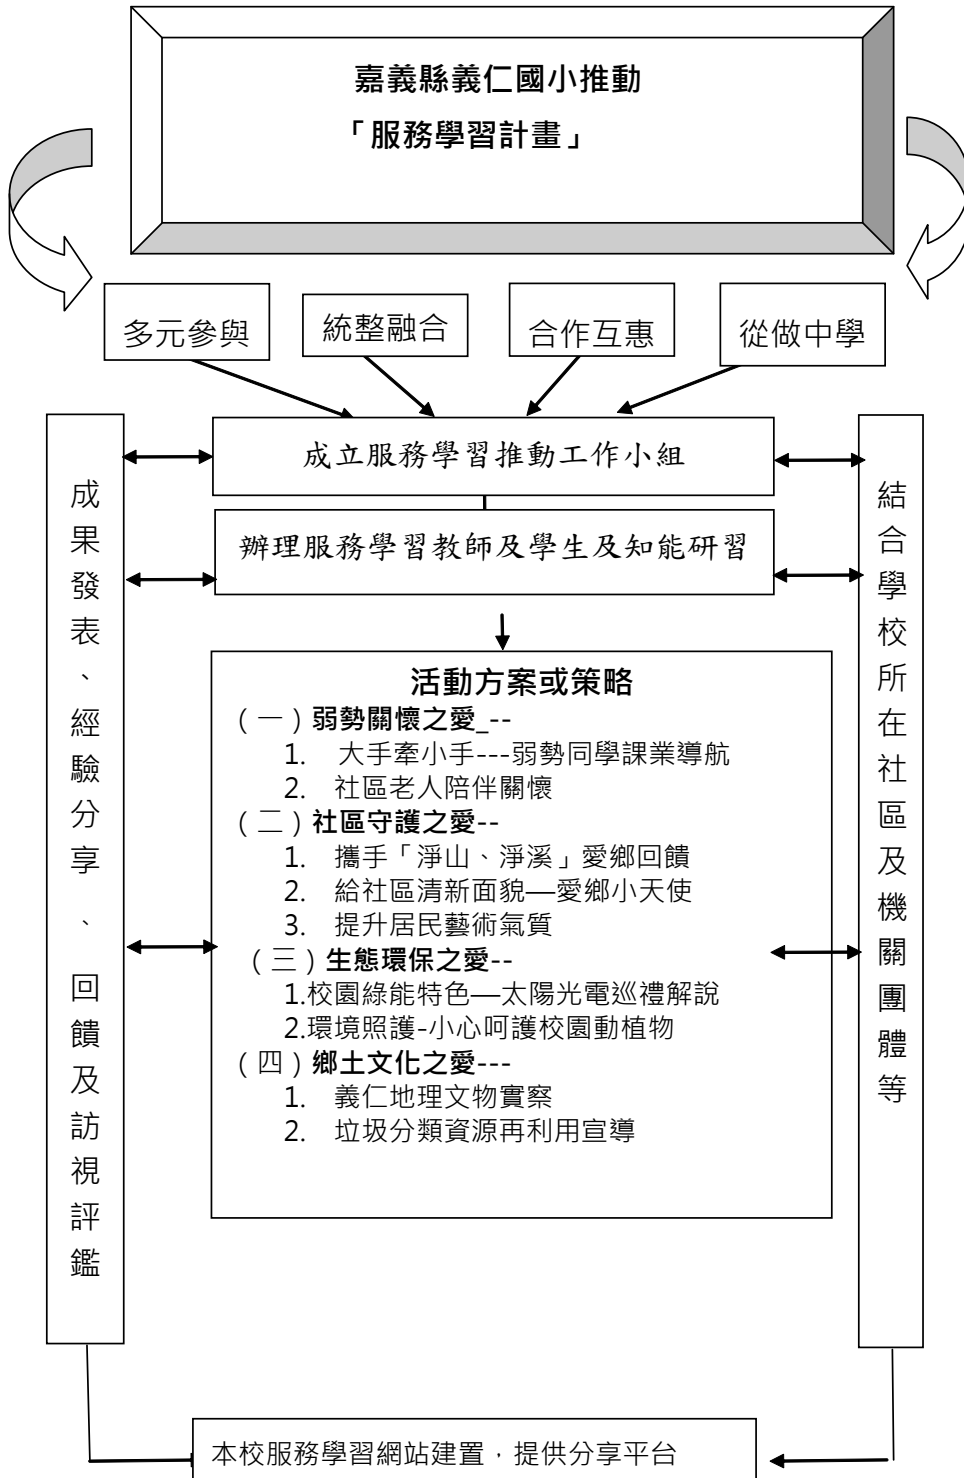 嘉義縣義仁國小推動
「服務學習計畫」
多元參與
統整融合
合作互惠
從做中學
成立服務學習推動工作小組
辦理服務學習教師及學生及知能研習
成果發表、經驗分享、回饋及訪視評鑑
結合學校所在社區及機關團體等
活動方案或策略
（一）弱勢關懷之愛_--
1. 大手牽小手---弱勢同學課業導航
2. 社區老人陪伴關懷
（二）社區守護之愛--
1. 攜手「淨山、淨溪」愛鄉回饋
2. 給社區清新面貌—愛鄉小天使
3. 提升居民藝術氣質
（三）生態環保之愛--
1.校園綠能特色—太陽光電巡禮解說
2.環境照護-小心呵護校園動植物
（四）鄉土文化之愛---
1. 義仁地理文物實察
2. 垃圾分類資源再利用宣導
本校服務學習網站建置，提供分享平台